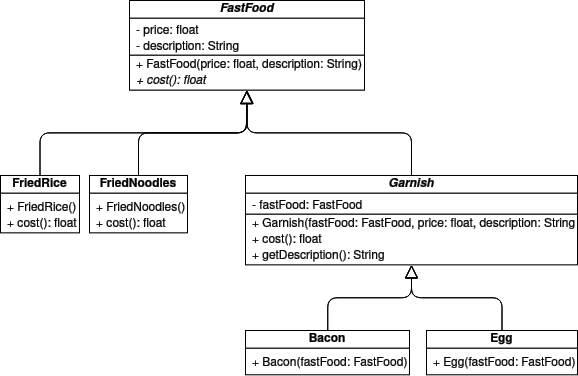 FastFood
- price: float
- description: String
+ FastFood(price: float, description: String)
+ cost(): float
FriedRice
+ FriedRice()
+ cost(): float
FriedNoodles
+ FriedNoodles()
+ cost(): float
Garnish
- fastFood: FastFood
+ Garnish(fastFood: FastFood, price: float, description: String
+ cost(): float
+ getDescription(): String
Bacon
+ Bacon(fastFood: FastFood)
Egg
+ Egg(fastFood: FastFood)